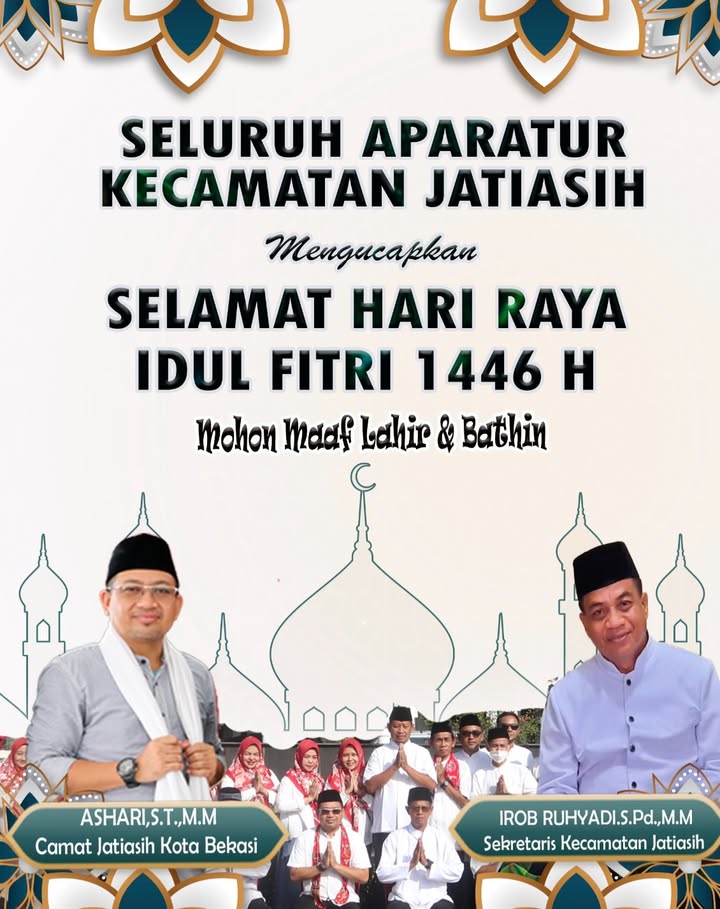 SELURUH APARATUR
KECAMATAN JATIASIH
Mengucapkan
SELAMAT HARI RAYA
IDUL FITRI 1446 H
Mohon Maaf Lahir & Bathin
ASHARI,S.T.,M.M
Camat Jatiasih Kota Bekasi
IROB RUHYADI.S.Pd.,M.M
Sekretaris Kecamatan Jatiasih